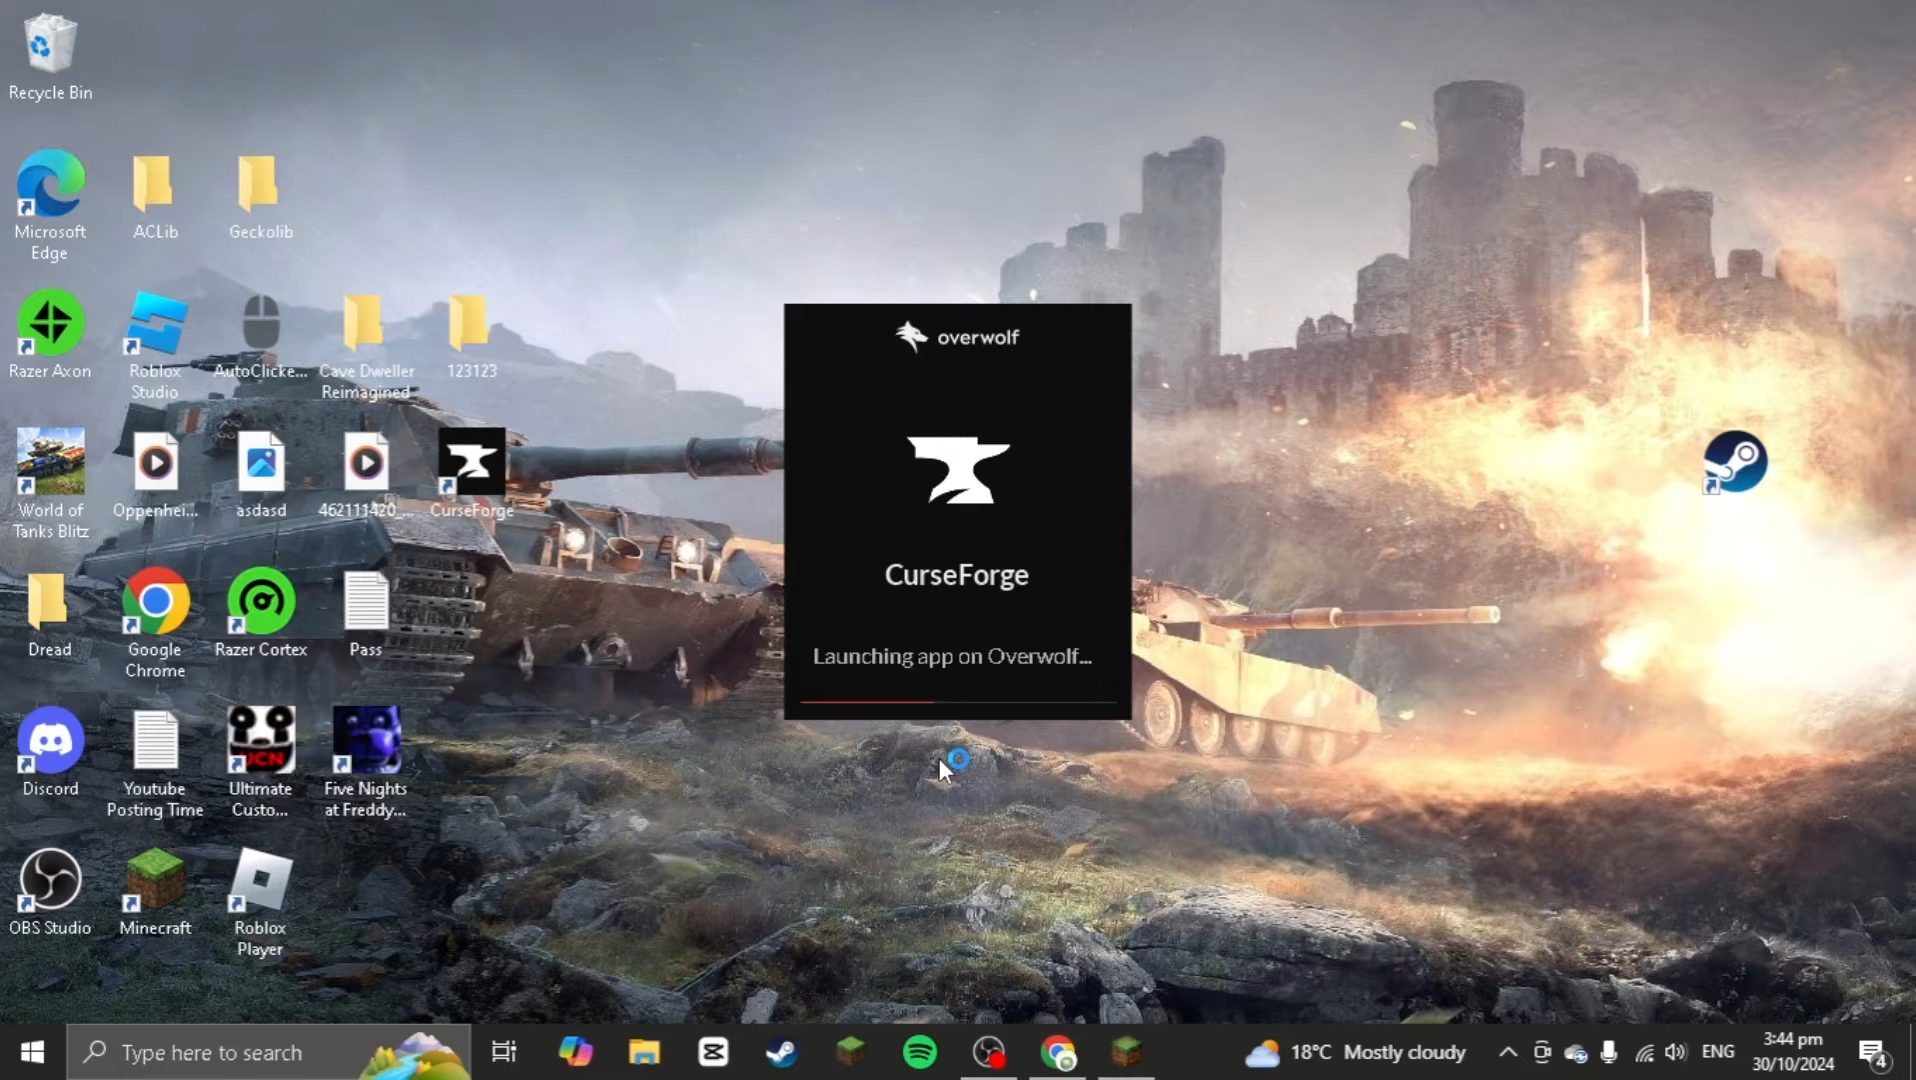 Recycle Bin
Microsoft
Edge
ACLib
Geckolib
Razer Axon
Roblox
Studio
AutoClicke...
Cave Dweller
Reimagined
123123
World of
Tanks Blitz
Oppenhei...
asdasd
462111420_...
CurseForge
Dread
Google
Chrome
Razer Cortex
Pass
Discord
Youtube
Posting Time
UCN
Ultimate
Custo...
Five Nights
at Freddy...
OBS Studio
Minecraft
Roblox
Player
overwolf
CurseForge
Launching app on Overwolf...
Type here to search
18°C Mostly cloudy
ENG
3:44 pm
30/10/2024
4